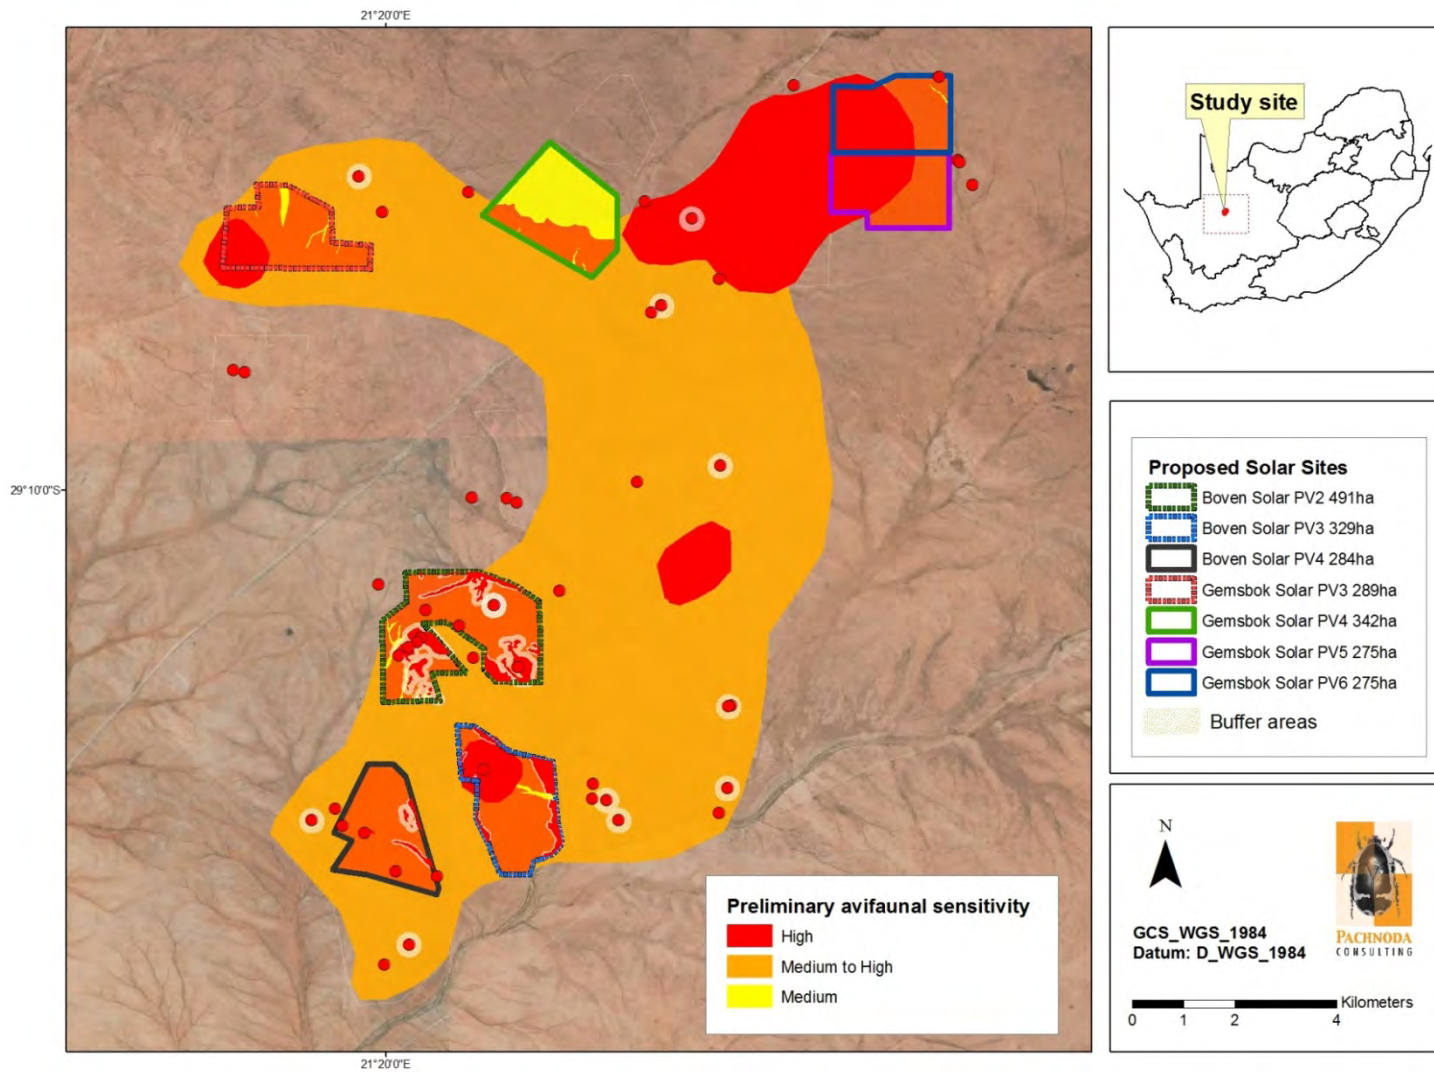 21°20'0"E
29°10'0"S
21°20'0"E
Preliminary avifaunal sensitivity
High
Medium to High
Medium
Study site
Proposed Solar Sites
Boven Solar PV2 491ha
Boven Solar PV3 329ha
Boven Solar PV4 284ha
Gemsbok Solar PV3 289ha
Gemsbok Solar PV4 342ha
Gemsbok Solar PV5 275ha
Gemsbok Solar PV6 275ha
Buffer areas
N
GCS_WGS_1984
Datum: D_WGS_1984
PACHNODA
CONSULTING
Kilometers
0 1 2 4